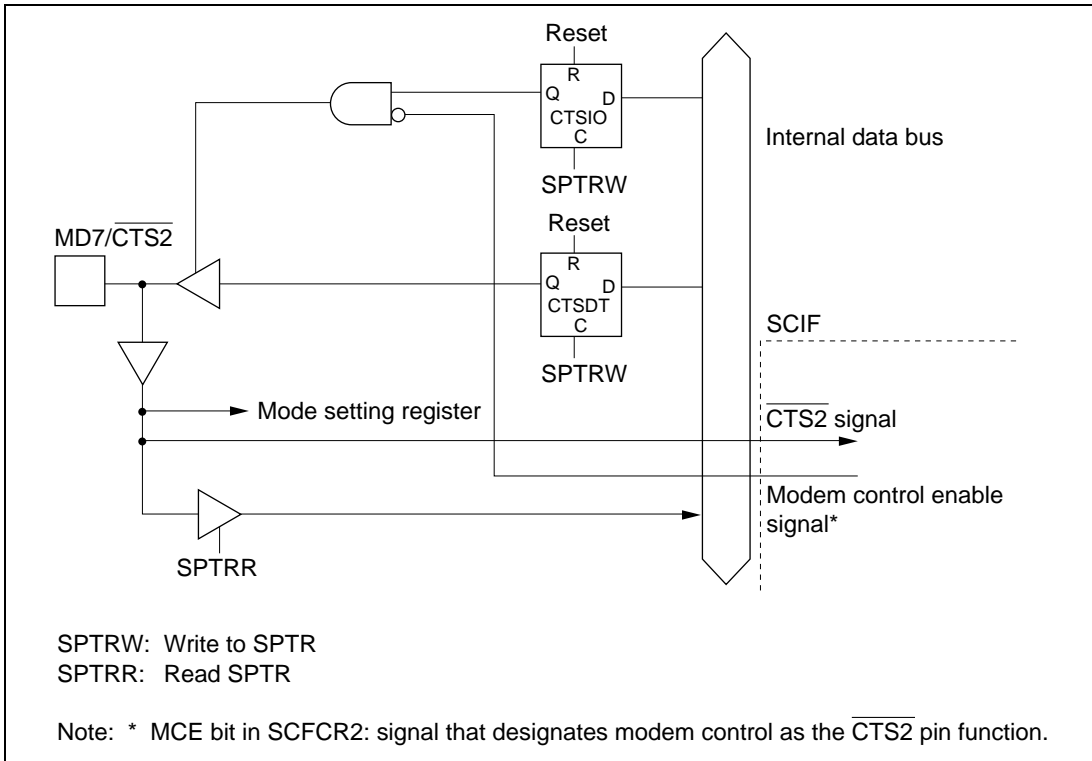 Reset
R
Q D
CTSIO
C
Internal data bus
SPTRW
Reset
MD7/CTS2
R
Q D
CTSDT
C
SCIF
SPTRW
Mode setting register
CTS2 signal
Modem control enable
signal*
SPTRR
SPTRW: Write to SPTR
SPTRR: Read SPTR
Note: * MCE bit in SCFCR2: signal that designates modem control as the CTS2 pin function.